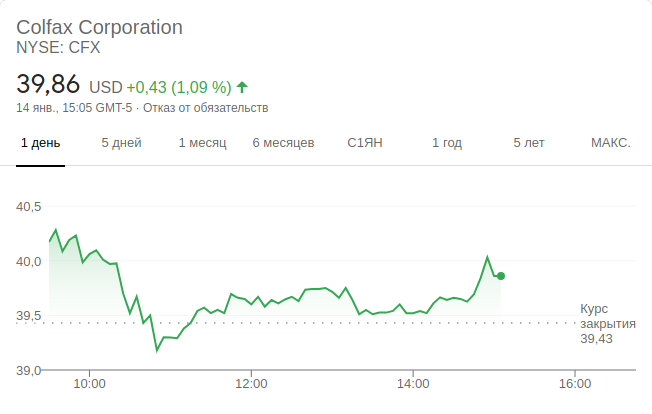 Colfax Corporation
NYSE: CFX
39,86 USD +0,43 (1,09 %)
14 янв., 15:05 GMT-5 · Отказ от обязательств
1 день 5 дней 1 месяц 6 месяцев С1ЯН 1 год 5 лет МАКС.
40,5
40,0
39,5
39,0
Курс
закрытия
39,43
10:00 12:00 14:00 16:00